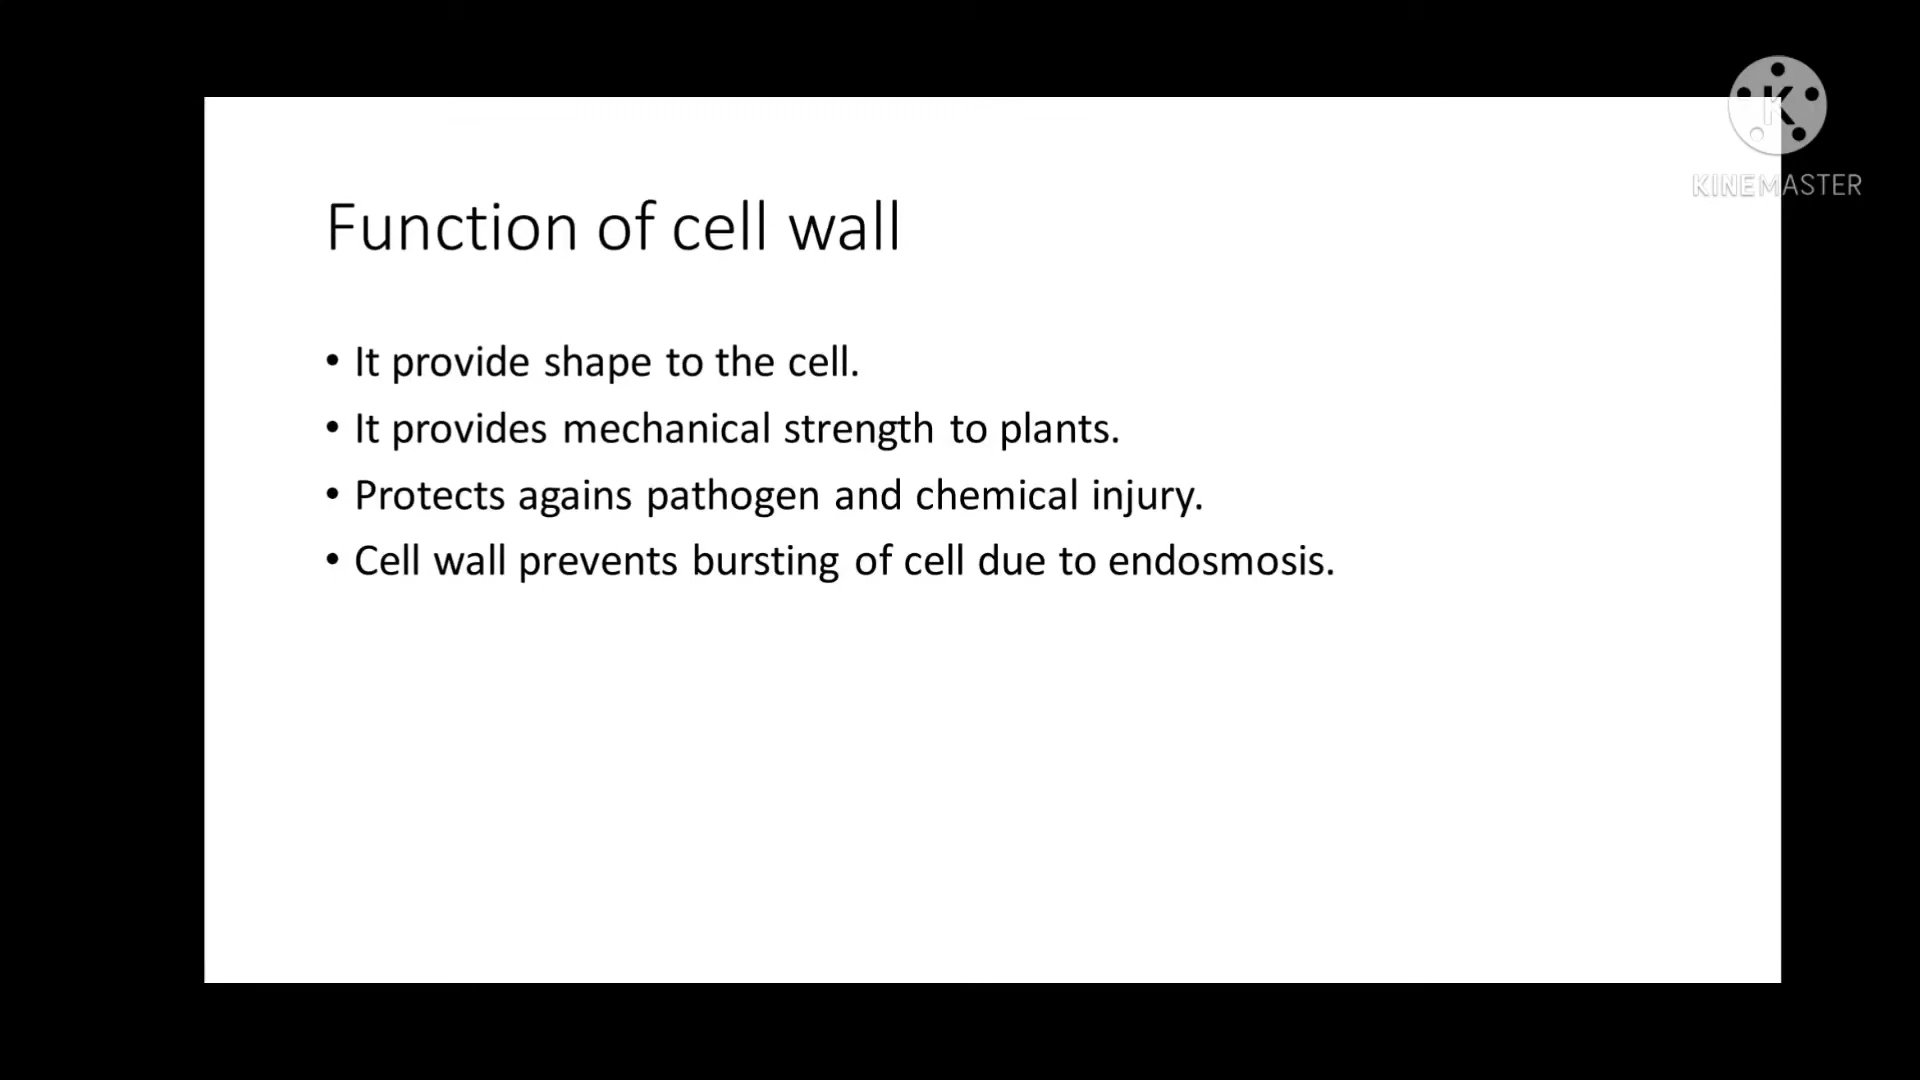 K
KINEMASTER
Function of cell wall
• It provide shape to the cell.
• It provides mechanical strength to plants.
• Protects agains pathogen and chemical injury.
• Cell wall prevents bursting of cell due to endosmosis.